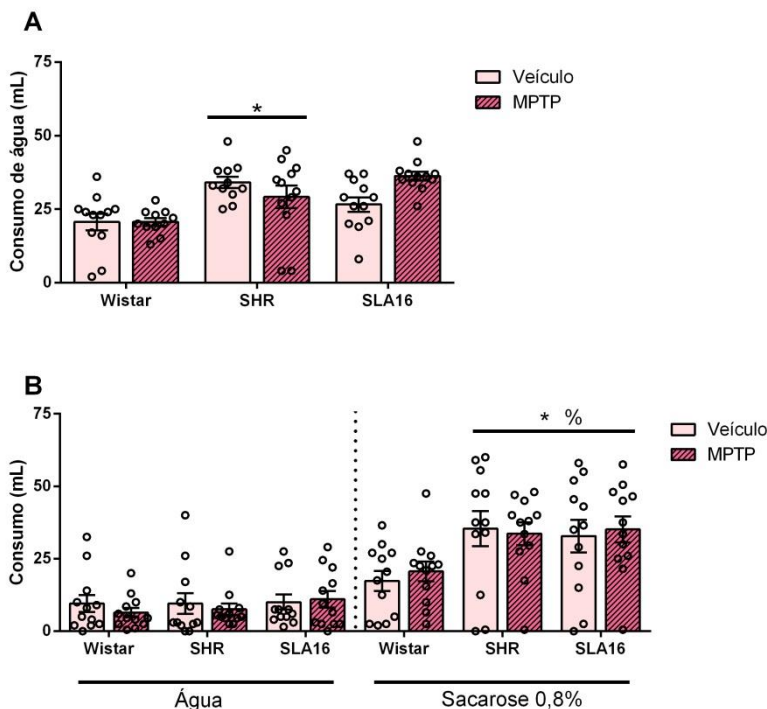 A
Consumo de água (mL)
75
50
25
0
*
Wistar SHR SLA16
Veículo
MPTP
B
Consumo (mL)
75
50
25
0
* %
Wistar SHR SLA16 Wistar SHR SLA16
Água Sacarose 0,8%
Veículo
MPTP